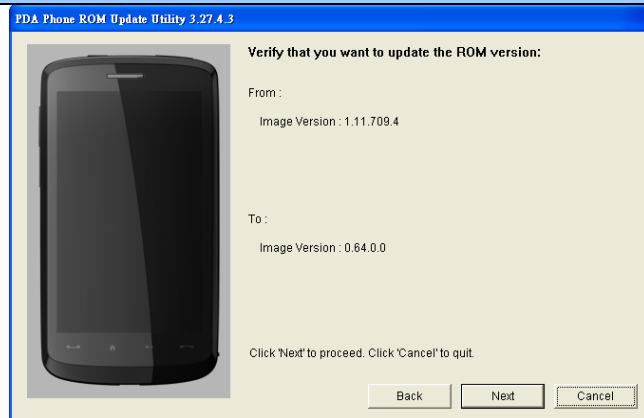 PDA Phone ROM Update Utility 3.27.4.3
Verify that you want to update the ROM version:
From :
Image Version : 1.11.709.4
To :
Image Version : 0.64.0.0
Click 'Next' to proceed. Click 'Cancel' to quit.
Back Next Cancel